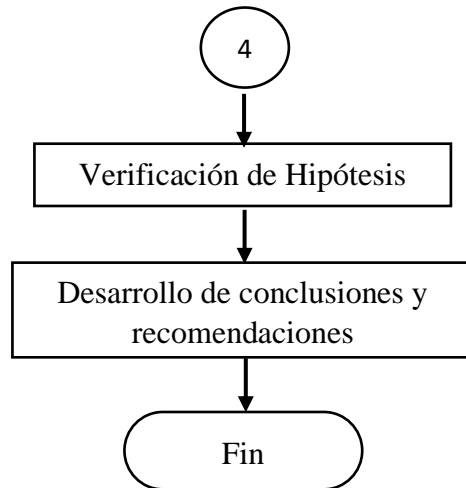 4
Verificación de Hipótesis
Desarrollo de conclusiones y
recomendaciones
Fin